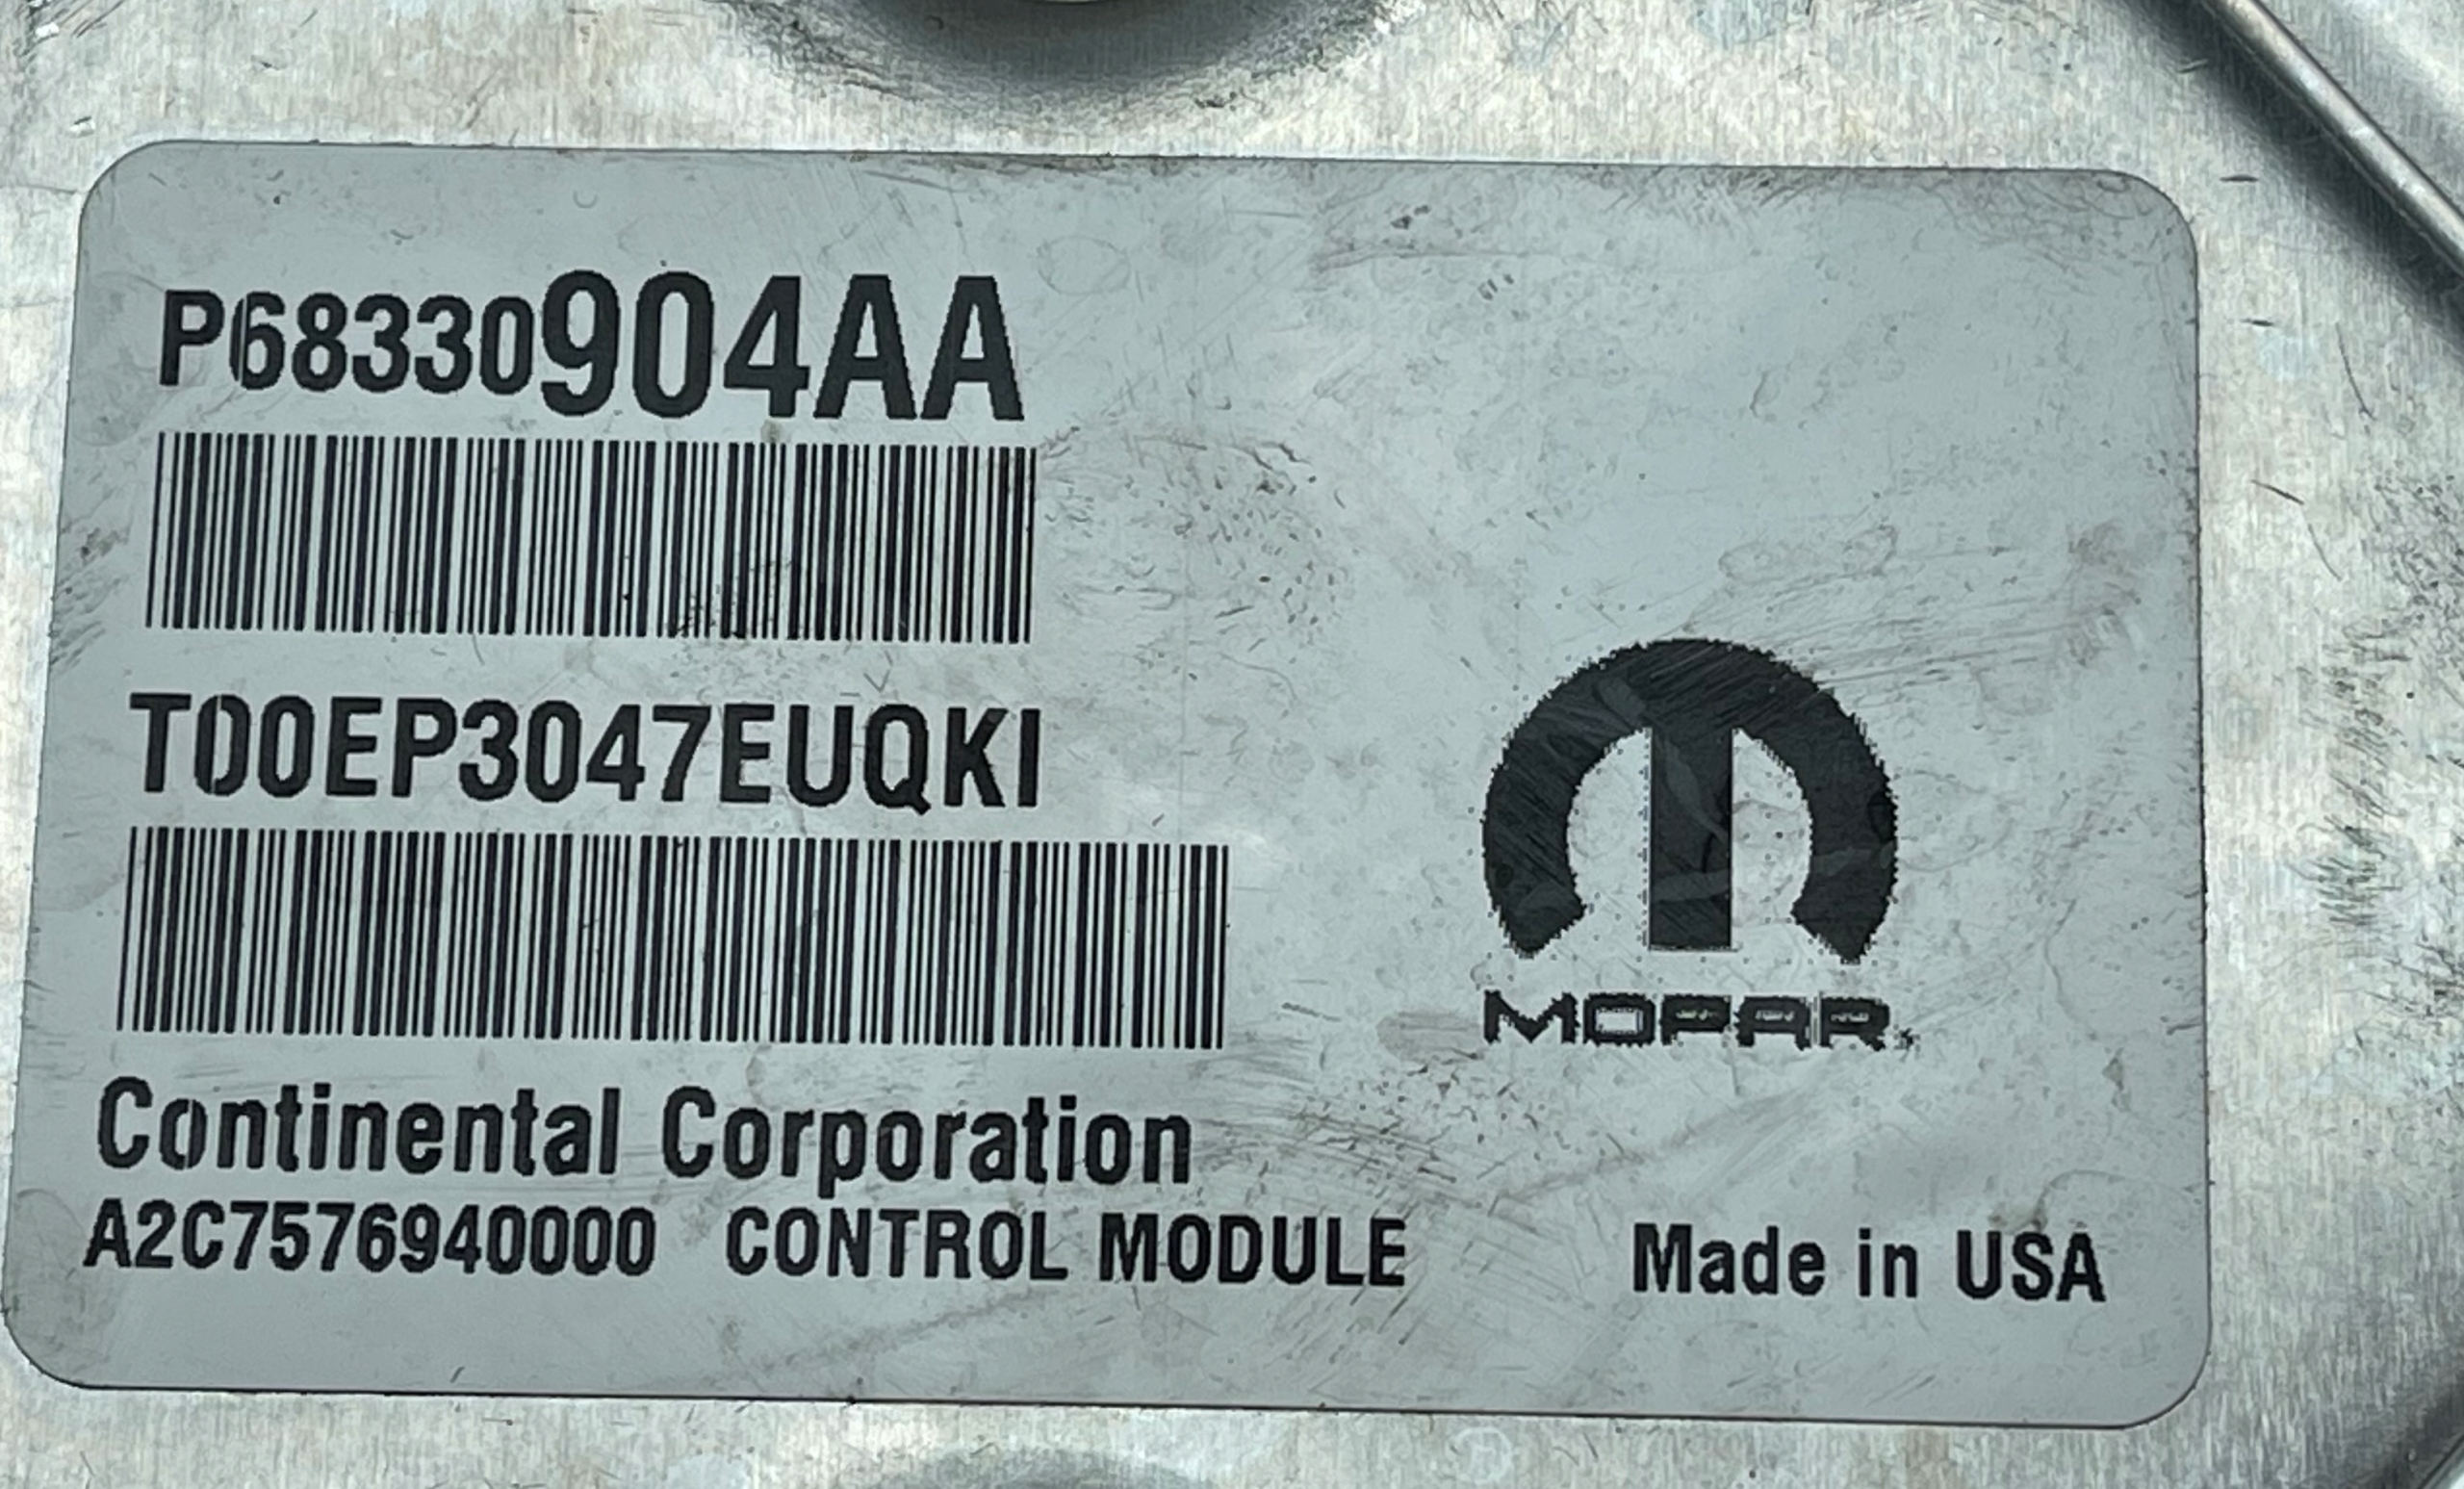 P68330904AA
T00EP3047EUQKI
Continental Corporation
A2C7576940000 CONTROL MODULE
MOPAR
Made in USA